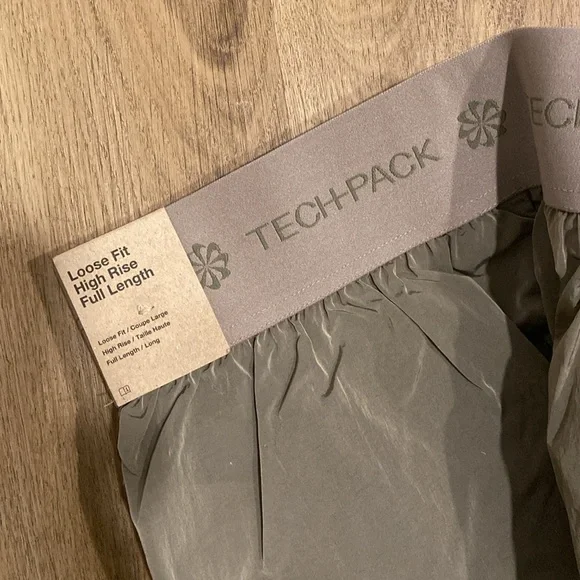 Loose Fit
High Rise
Full Length
Loose Fit / Coupe Large
High Rise / Taille Haute
Full Length / Long
TECH+PACK